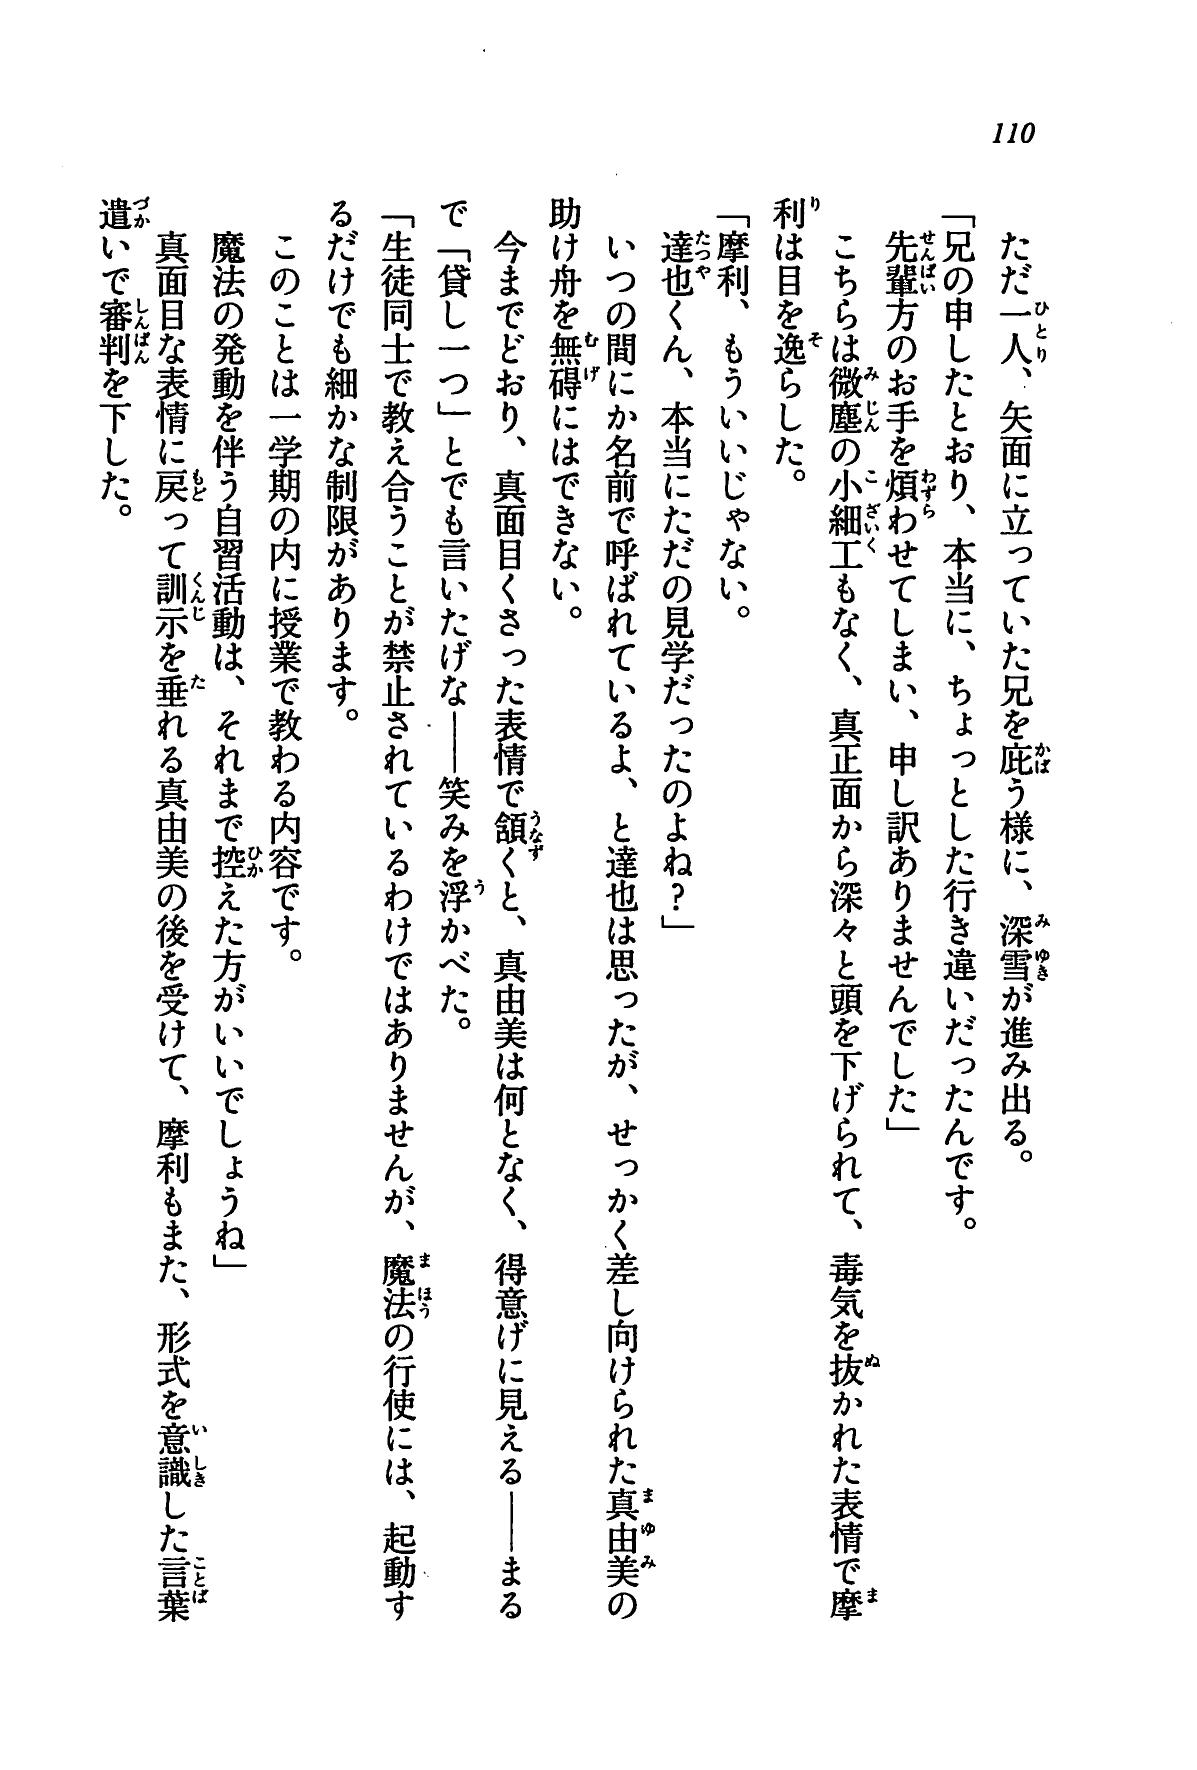 110
ただ一人、矢面に立っていた兄を庇う様に、深雪が進み出る。
「兄の申したとおり、本当に、ちょっとした行き違いだったんです。
先輩方のお手を煩わせてしまい、申し訳ありませんでした」
こちらは微塵の小細工もなく、真正面から深々と頭を下げられて、毒気を抜かれた表情で摩
利は目を逸らした。
「摩利、もういいじゃない。
達也くん、本当にただの見学だったのよね？」
いつの間にか名前で呼ばれているよ、と達也は思ったが、せっかく差し向けられた真由美の
助け舟を無碍にはできない。
今までどおり、真面目くさった表情で頷くと、真由美は何となく、得意げに見える――まる
で「貸し一つ」とでも言いたげな――笑みを浮かべた。
「生徒同士で教え合うことが禁止されているわけではありませんが、魔法の行使には、起動す
るだけでも細かな制限があります。
このことは一学期の内に授業で教わる内容です。
魔法の発動を伴う自習活動は、それまで控えた方がいいでしょうね」
真面目な表情に戻って訓示を垂れる真由美の後を受けて、摩利もまた、形式を意識した言葉
遣いで審判を下した。